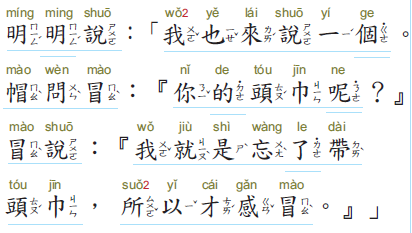 míng ming shuō wǒ2 yě lái shuō yí ge
明明說：「我也來說一個。
mào wèn mào nǐ de tóu jīn ne
帽問冒：『你的頭巾呢？』
mào shuō wǒ jiù shì wàng le dài
冒說：『我就是忘了帶
tóu jīn suǒ2 yǐ cái gǎn mào
頭巾，所以才感冒。』」